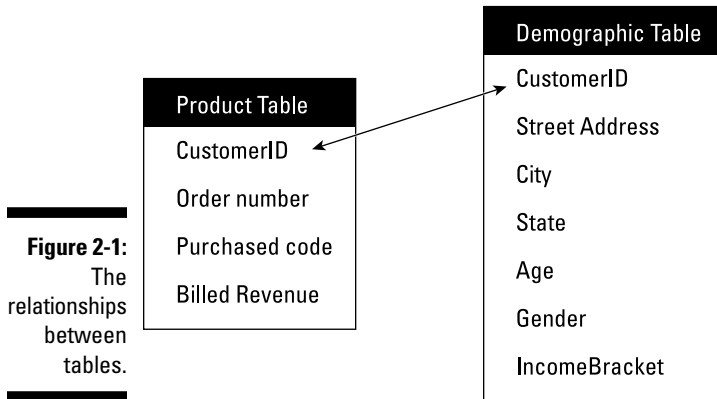 Figure 2-1:
The
relationships
between
tables.
Product Table
CustomerID
Order number
Purchased code
Billed Revenue
Demographic Table
CustomerID
Street Address
City
State
Age
Gender
IncomeBracket